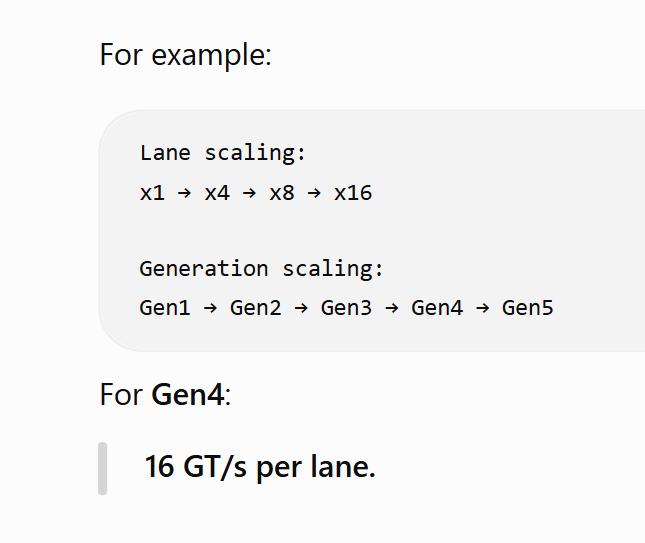 For example:
Lane scaling:
x1 → x4 → x8 → x16
Generation scaling:
Gen1 → Gen2 → Gen3 → Gen4 → Gen5
For Gen4:
16 GT/s per lane.